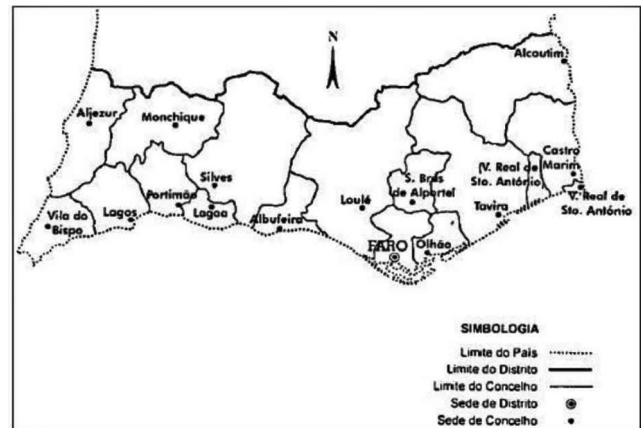 N
Alcoutim
Aljezur
Monchique
Castro
Marim
(V. Real de
Sto. António)
Silves
S. Brás
de Alportel
Portimão
Loulé
V. Real de
Sto. António
Vila do
Bispo
Lagos
Lagoa
Albufeira
Tavira
FARO
Olhão
SIMBOLOGIA
Limite do País
Limite do Distrito
Limite do Concelho
Sede de Distrito
Sede de Concelho